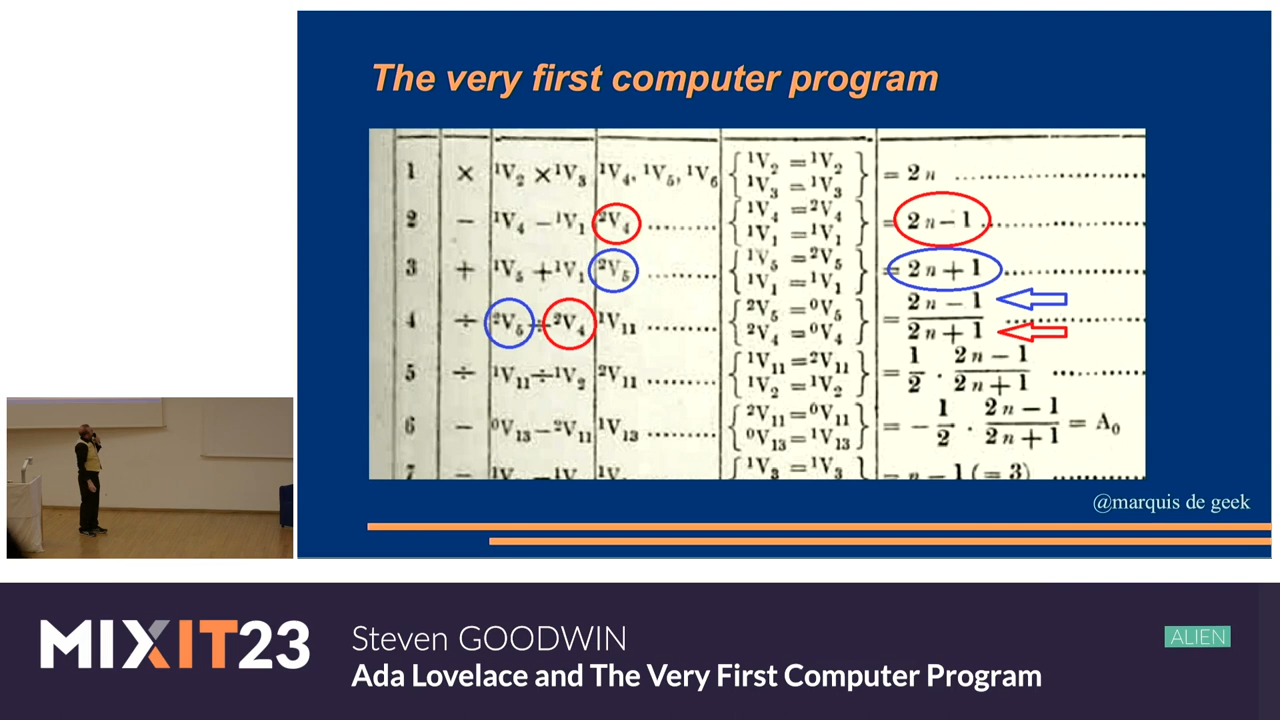 The very first computer program
1 × ¹V₂ × ¹V₃ ¹V₄, ¹V₅, ¹V₆ { ¹V₂ = ¹V₂ ¹V₃ = ¹V₃ } = 2n ....................
2 − ¹V₄ − ¹V₁ ²V₄ ......... { ¹V₄ = ²V₄ ¹V₁ = ¹V₁ } = 2n − 1 ....................
3 + ¹V₅ + ¹V₁ ²V₅ ......... { ¹V₅ = ²V₅ ¹V₁ = ¹V₁ } = 2n + 1 ....................
4 ÷ ²V₅ ÷ ²V₄ ¹V₁₁ ......... { ²V₅ = ⁰V₅ ²V₄ = ⁰V₄ } = (2n − 1)/(2n + 1) ....................
5 ÷ ¹V₁₁ ÷ ¹V₂ ²V₁₁ ......... { ¹V₁₁ = ²V₁₁ ¹V₂ = ¹V₂ } = 1/2 · (2n − 1)/(2n + 1) .............
6 − ⁰V₁₃ − ²V₁₁ ¹V₁₃ ......... { ²V₁₁ = ⁰V₁₁ ⁰V₁₃ = ¹V₁₃ } = − 1/2 · (2n − 1)/(2n + 1) = A₀
7 − { ¹V₃ = ¹V₃ = n − 1 (= 3) .............
@marquis de geek
MIXIT23
Steven GOODWIN
ALIEN
Ada Lovelace and The Very First Computer Program